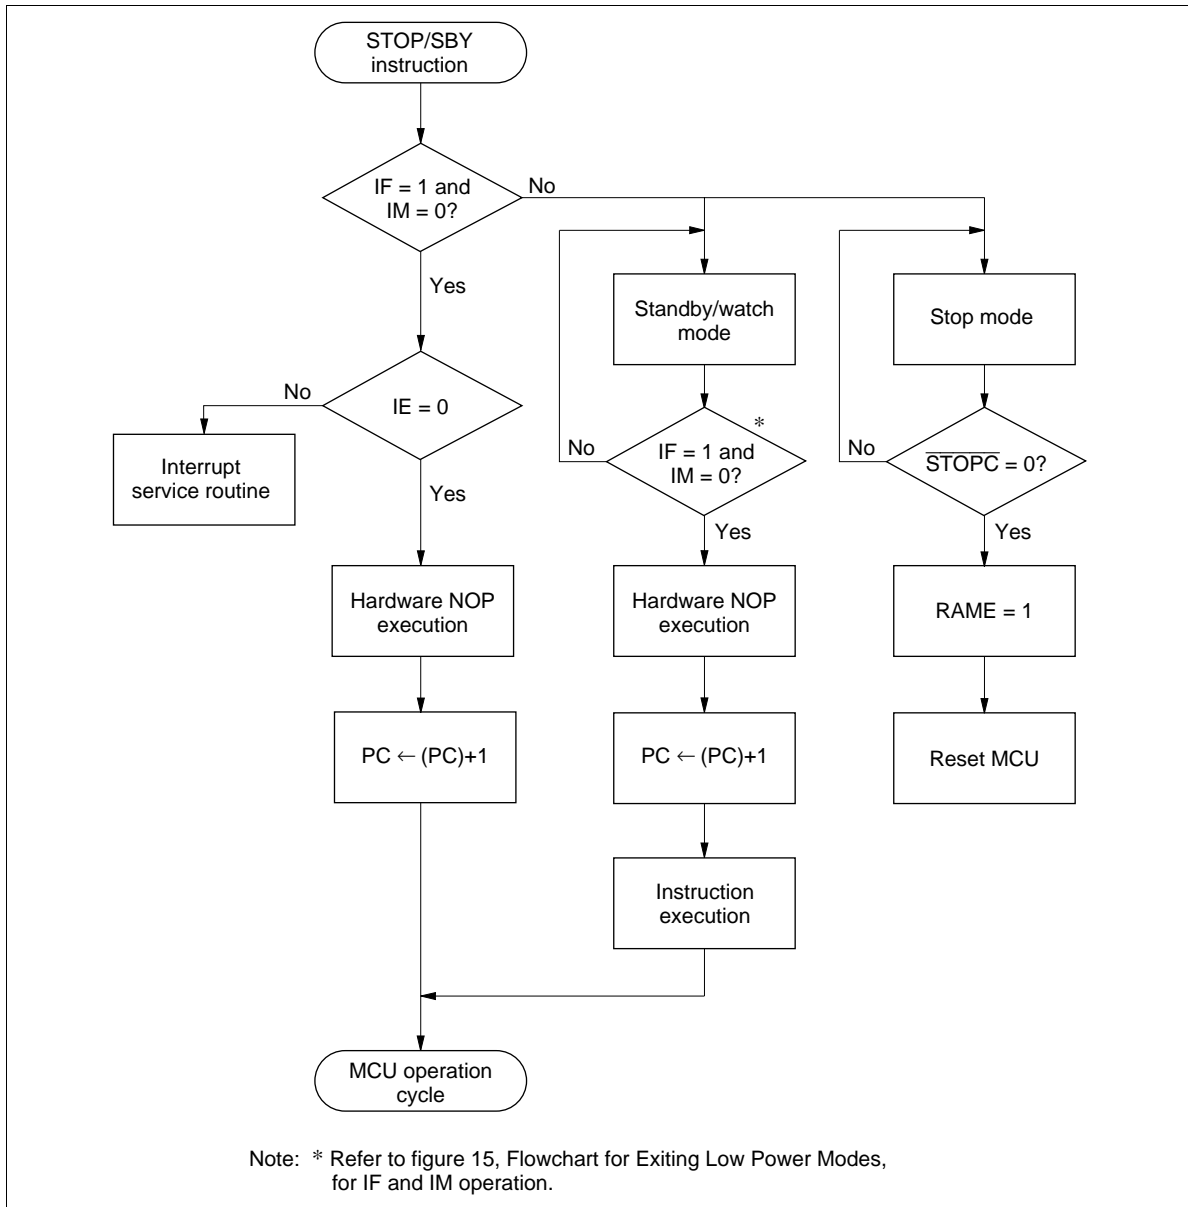 STOP/SBY
instruction
IF = 1 and
IM = 0?
No
Yes
Standby/watch
mode
Stop mode
No
IE = 0
Interrupt
service routine
Yes
*
No
IF = 1 and
IM = 0?
No
S̅T̅O̅P̅C̅ = 0?
Yes
Yes
Hardware NOP
execution
Hardware NOP
execution
RAME = 1
PC ← (PC)+1
PC ← (PC)+1
Reset MCU
Instruction
execution
MCU operation
cycle
Note: * Refer to figure 15, Flowchart for Exiting Low Power Modes,
for IF and IM operation.